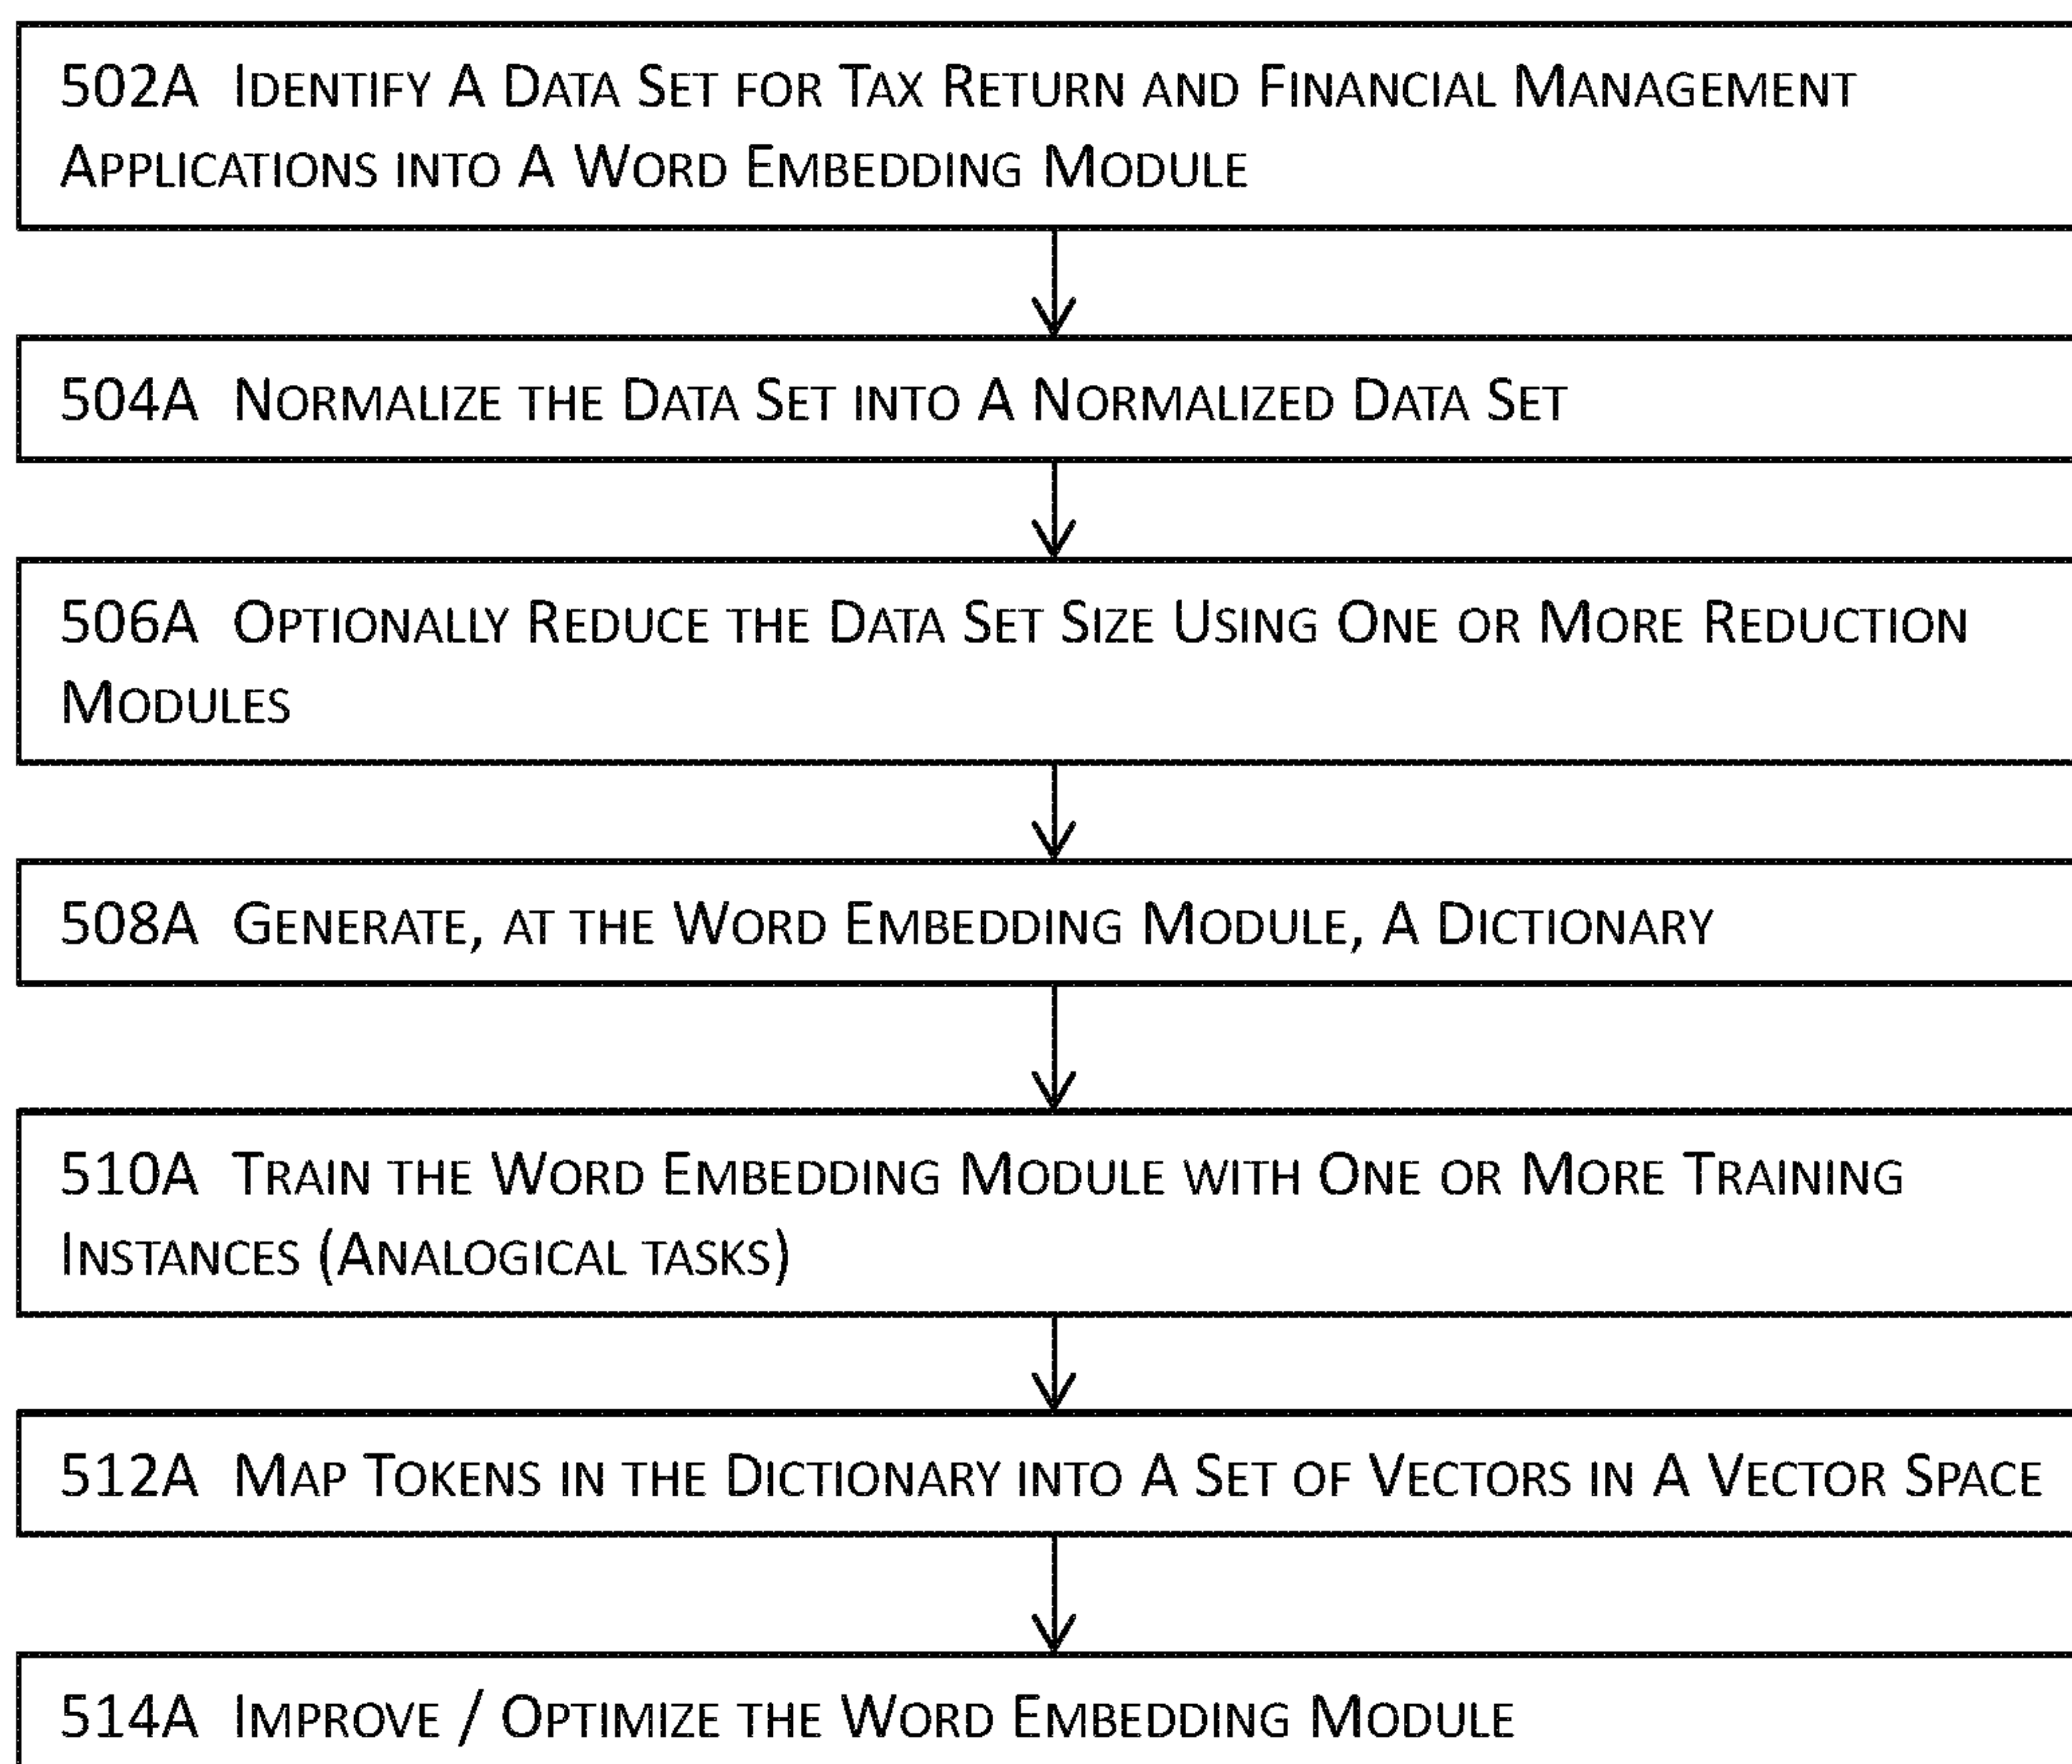 502A Identify A Data Set for Tax Return and Financial Management
Applications into A Word Embedding Module
504A Normalize the Data Set into A Normalized Data Set
506A Optionally Reduce the Data Set Size Using One or More Reduction
Modules
508A Generate, at the Word Embedding Module, A Dictionary
510A Train the Word Embedding Module with One or More Training
Instances (Analogical tasks)
512A Map Tokens in the Dictionary into A Set of Vectors in A Vector Space
514A Improve / Optimize the Word Embedding Module